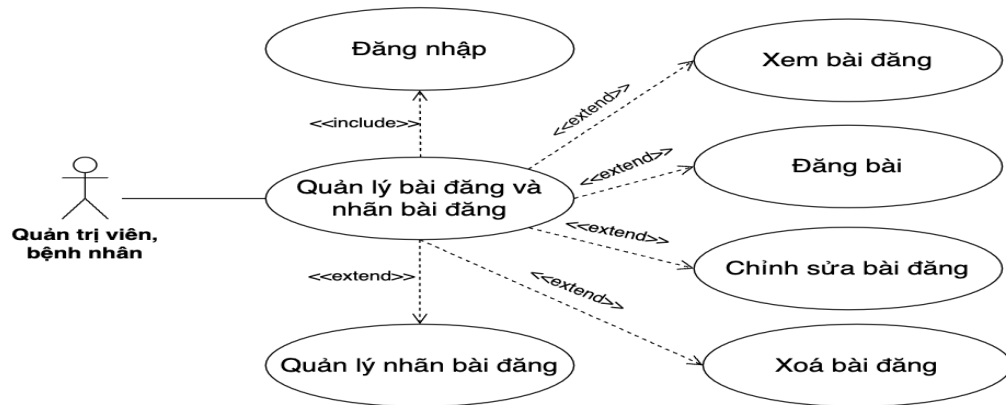 Đăng nhập
Xem bài đăng
<<include>>
<<extend>>
Đăng bài
<<extend>>
Quản lý bài đăng và
nhãn bài đăng
Quản trị viên,
bệnh nhân
<<extend>>
Chỉnh sửa bài đăng
<<extend>>
<<extend>>
Quản lý nhãn bài đăng
Xoá bài đăng